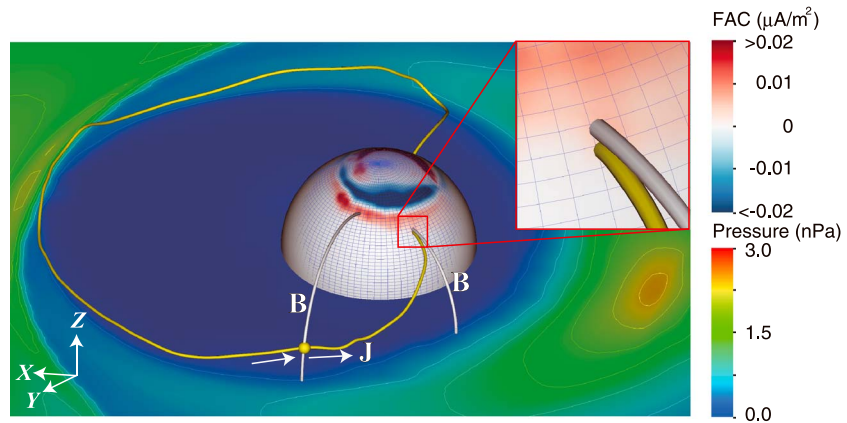 FAC (μA/m²)
>0.02
0.01
0
-0.01
<-0.02
Pressure (nPa)
3.0
1.5
0.0
B
B
J
Z
X
Y